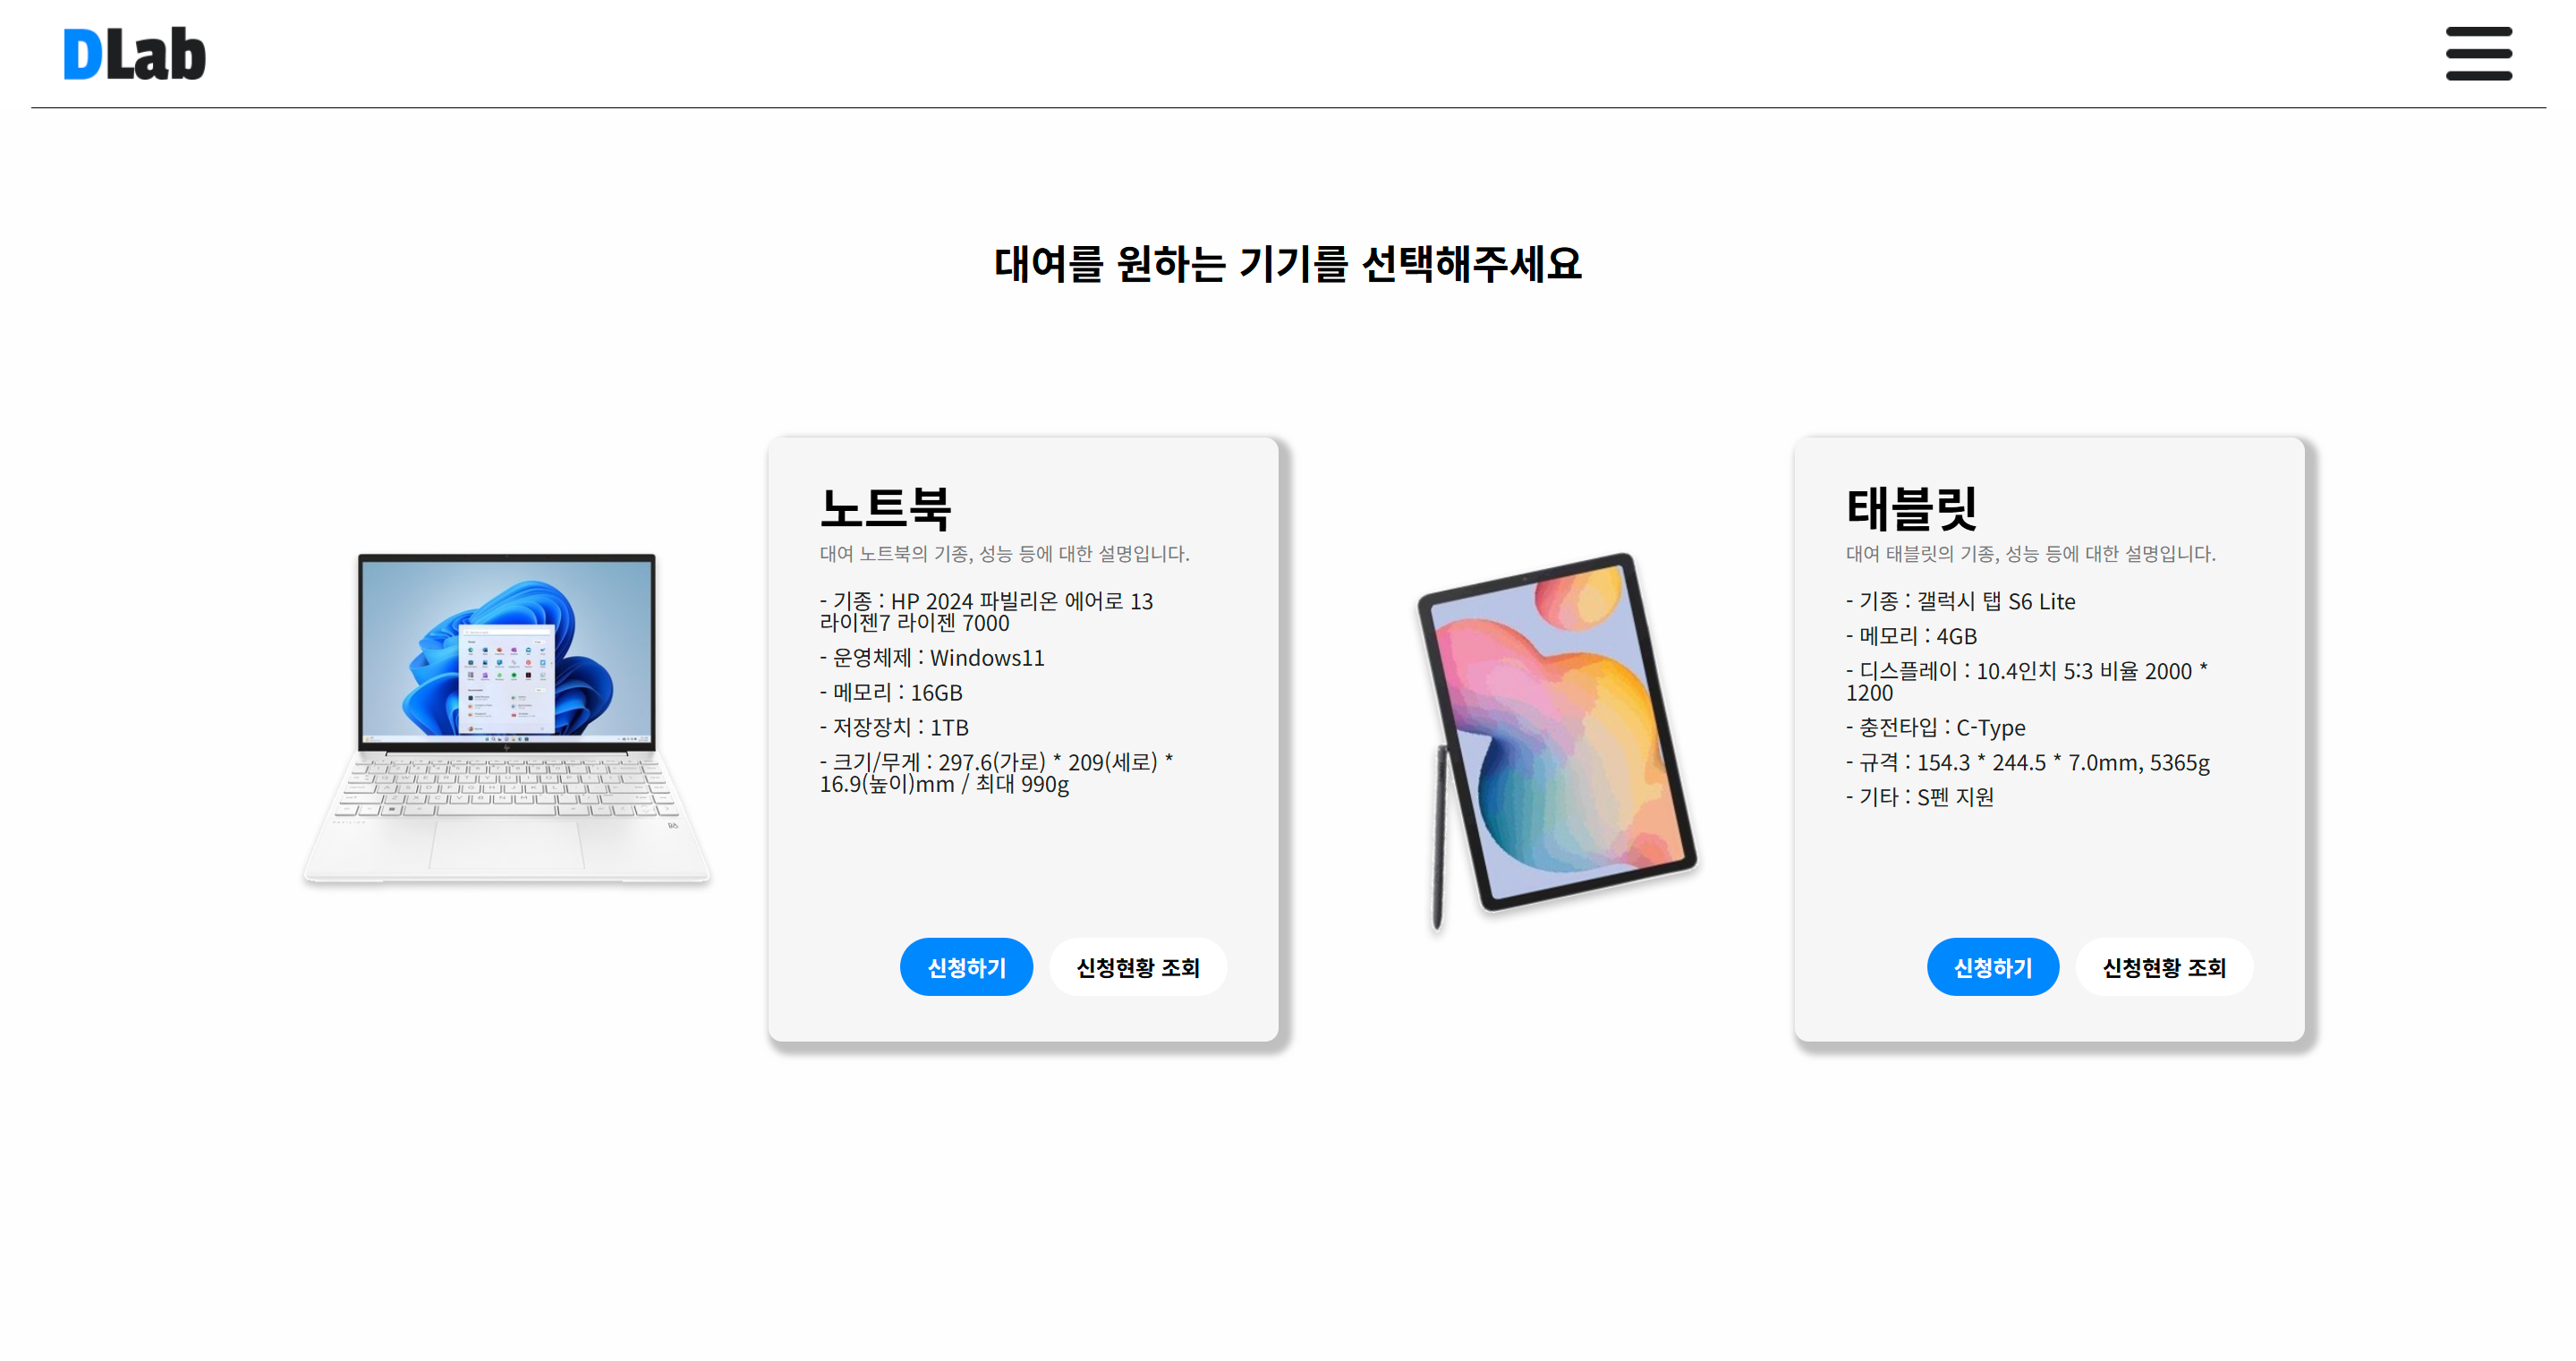 DLab
대여를 원하는 기기를 선택해주세요
노트북
대여 노트북의 기종, 성능 등에 대한 설명입니다.
- 기종 : HP 2024 파빌리온 에어로 13
라이젠7 라이젠 7000
- 운영체제 : Windows11
- 메모리 : 16GB
- 저장장치 : 1TB
- 크기/무게 : 297.6(가로) * 209(세로) *
16.9(높이)mm / 최대 990g
신청하기
신청현황 조회
태블릿
대여 태블릿의 기종, 성능 등에 대한 설명입니다.
- 기종 : 갤럭시 탭 S6 Lite
- 메모리 : 4GB
- 디스플레이 : 10.4인치 5:3 비율 2000 *
1200
- 충전타입 : C-Type
- 규격 : 154.3 * 244.5 * 7.0mm, 5365g
- 기타 : S펜 지원
신청하기
신청현황 조회